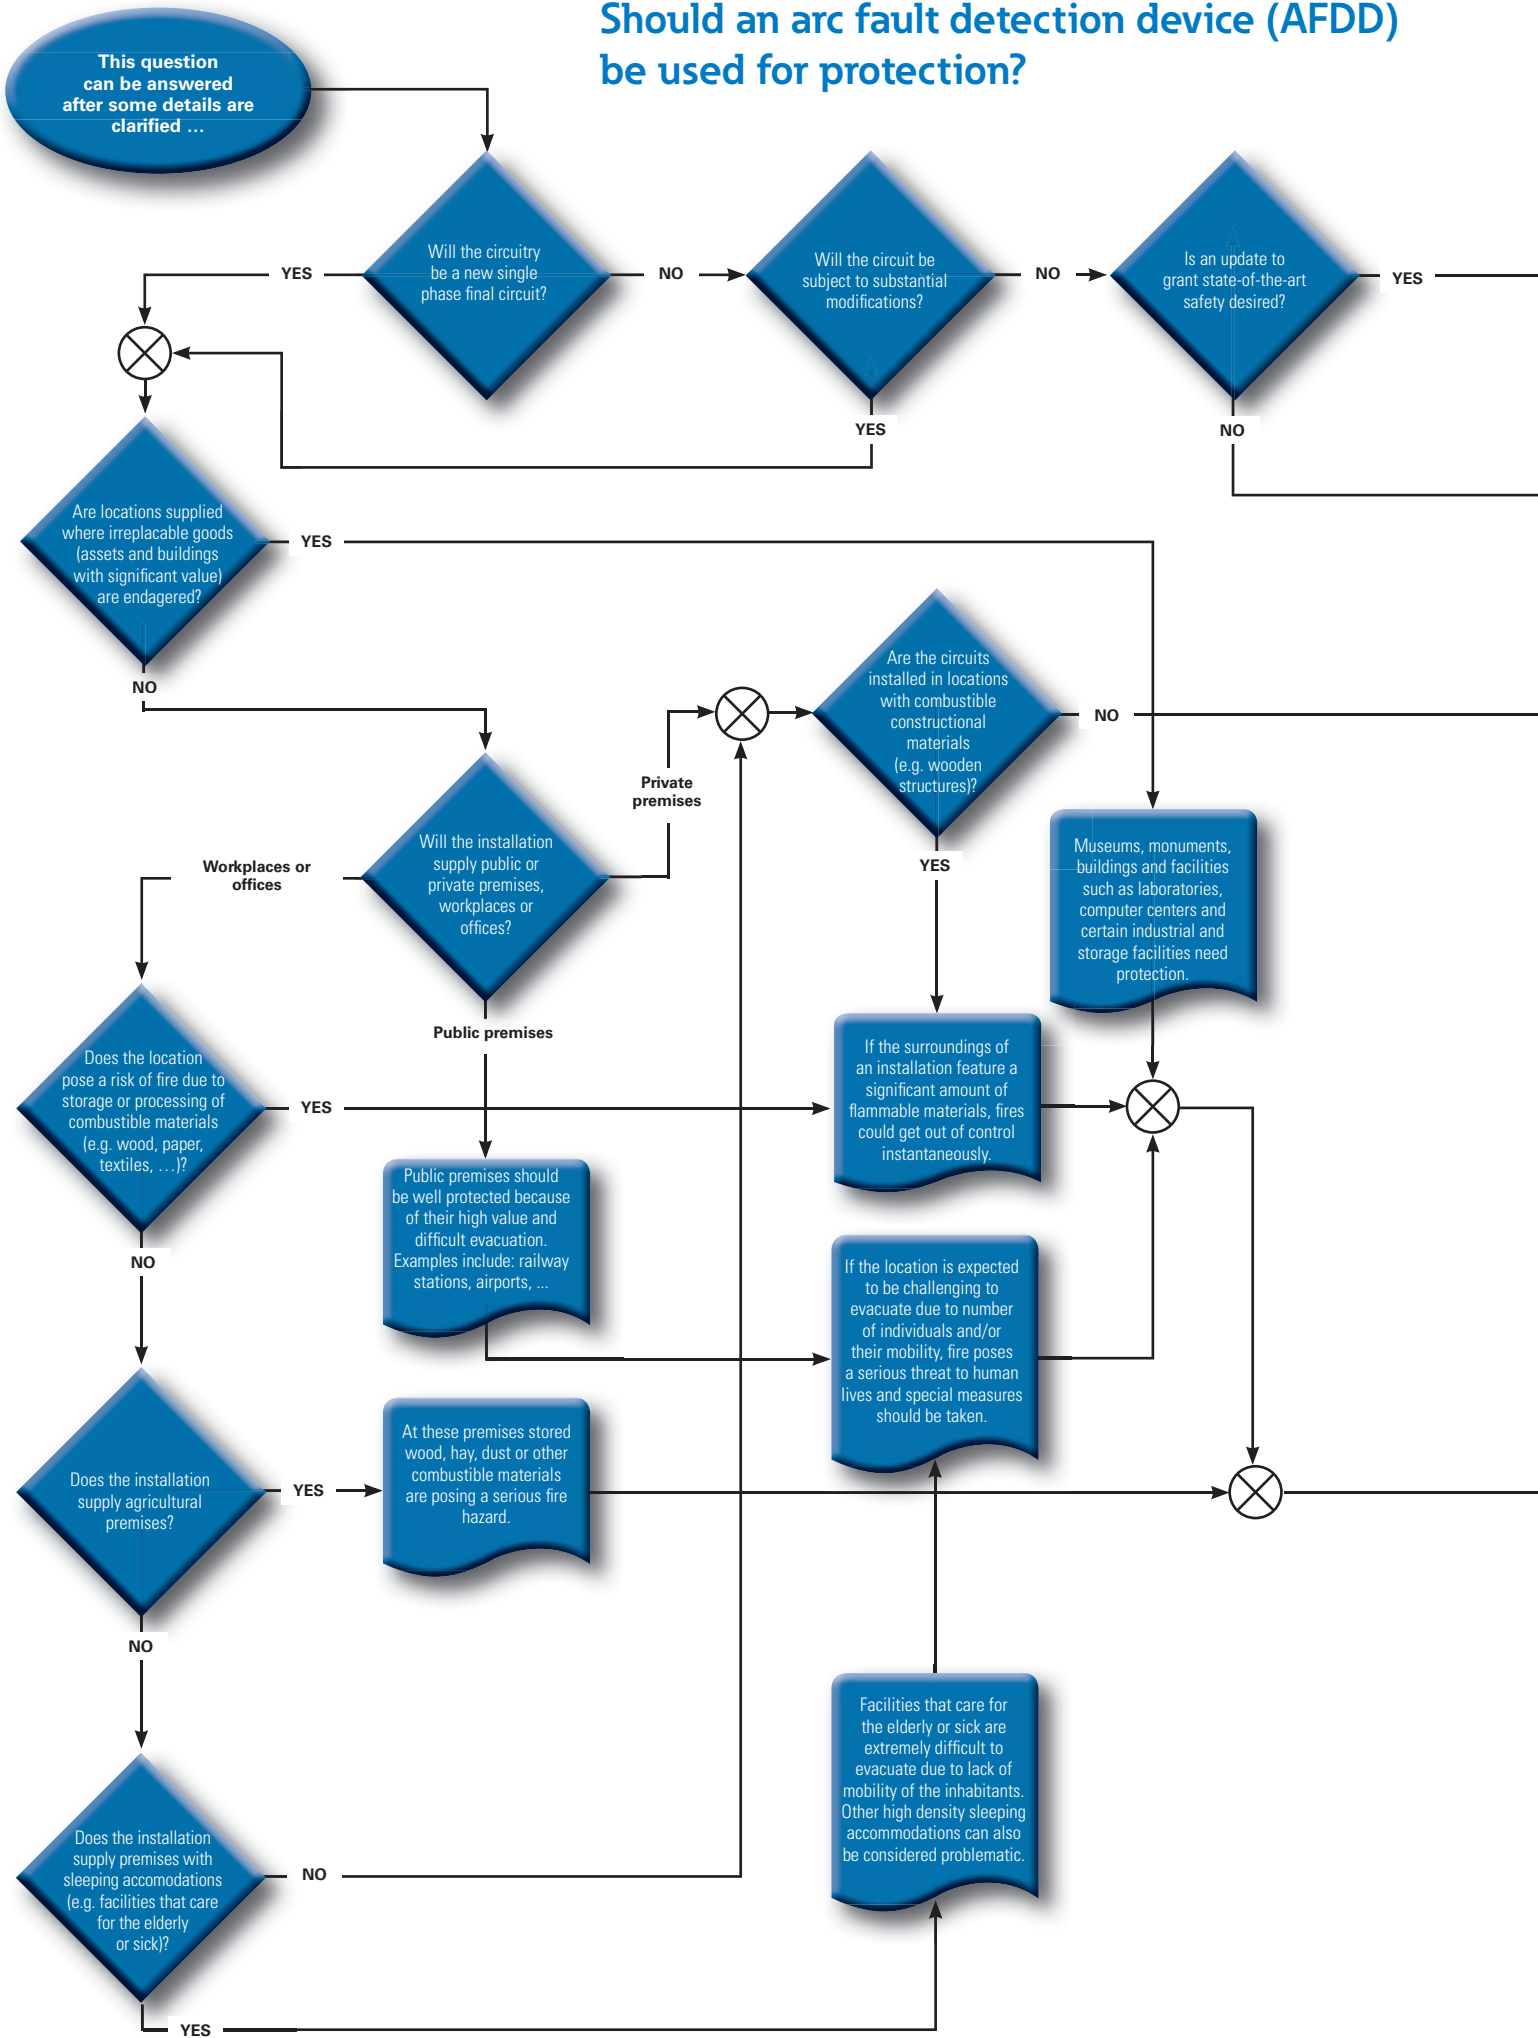 Should an arc fault detection device (AFDD)
be used for protection?
This question
can be answered
after some details are
clarified ...
Will the circuitry
be a new single
phase final circuit?
YES
NO
Will the circuit be
subject to substantial
modifications?
NO
YES
Is an update to
grant state-of-the-art
safety desired?
YES
NO
Are locations supplied
where irreplacable goods
(assets and buildings
with significant value)
are endagered?
YES
NO
Will the installation
supply public or
private premises,
workplaces or
offices?
Private
premises
Workplaces or
offices
Public premises
Are the circuits
installed in locations
with combustible
constructional
materials
(e.g. wooden
structures)?
NO
YES
Museums, monuments,
buildings and facilities
such as laboratories,
computer centers and
certain industrial and
storage facilities need
protection.
Does the location
pose a risk of fire due to
storage or processing of
combustible materials
(e.g. wood, paper,
textiles, ...)?
YES
NO
If the surroundings of
an installation feature a
significant amount of
flammable materials, fires
could get out of control
instantaneously.
Public premises should
be well protected because
of their high value and
difficult evacuation.
Examples include: railway
stations, airports, ...
If the location is expected
to be challenging to
evacuate due to number
of individuals and/or
their mobility, fire poses
a serious threat to human
lives and special measures
should be taken.
Does the installation
supply agricultural
premises?
YES
NO
At these premises stored
wood, hay, dust or other
combustible materials
are posing a serious fire
hazard.
Facilities that care for
the elderly or sick are
extremely difficult to
evacuate due to lack of
mobility of the inhabitants.
Other high density sleeping
accommodations can also
be considered problematic.
Does the installation
supply premises with
sleeping accomodations
(e.g. facilities that care
for the elderly
or sick)?
NO
YES